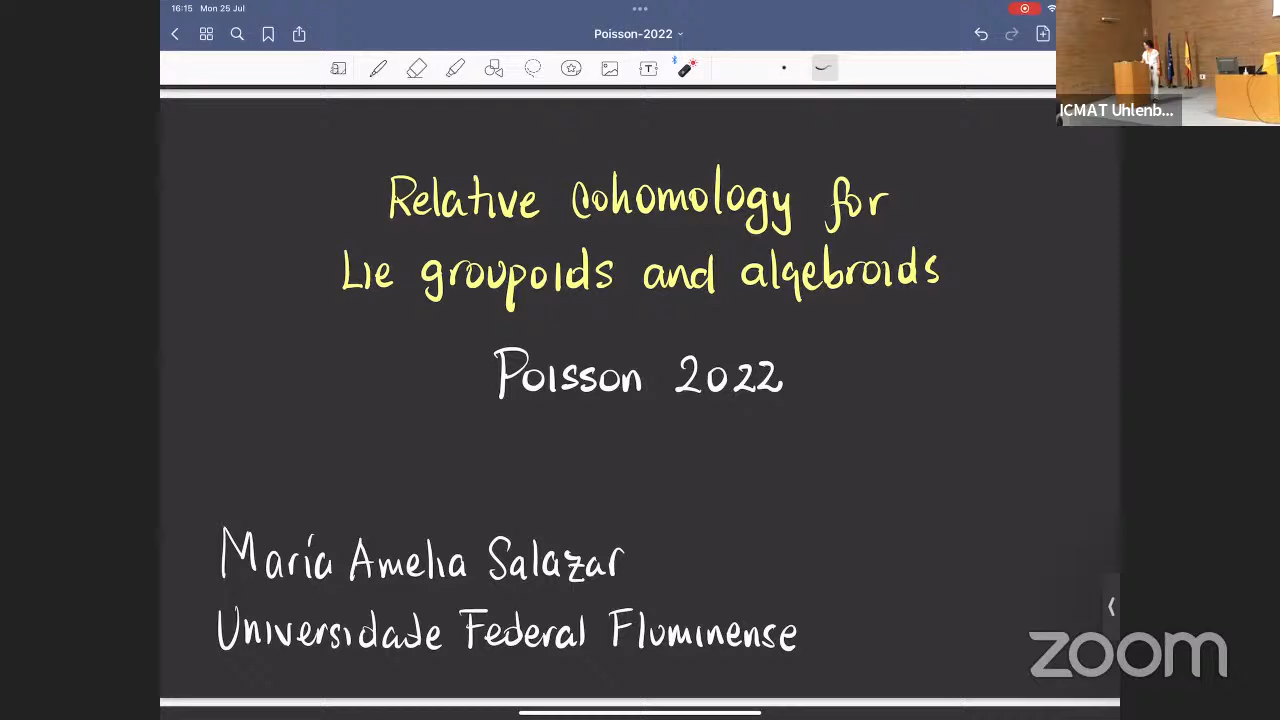 16:15 Mon 25 Jul
Poisson-2022
T
ICMAT Uhlenb...
Relative cohomology for
Lie groupoids and algebroids
Poisson 2022
María Amelia Salazar
Universidade Federal Fluminense
zoom